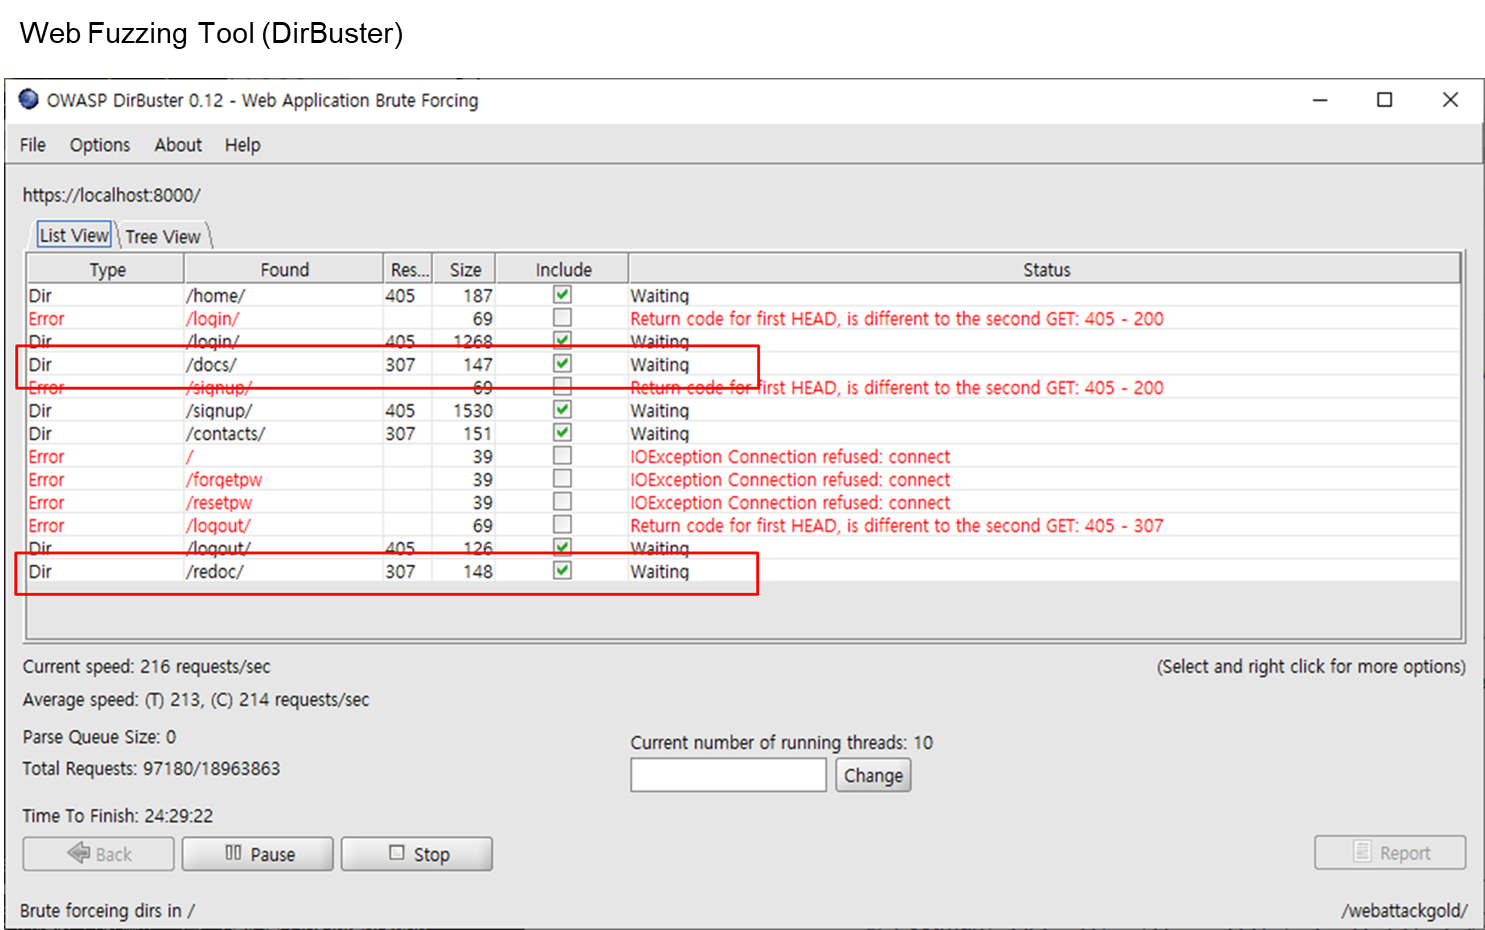 Web Fuzzing Tool (DirBuster)
OWASP DirBuster 0.12 - Web Application Brute Forcing
File Options About Help
https://localhost:8000/
List View Tree View
Type Found Res... Size Include Status
Dir /home/ 405 187 Waiting
Error /login/ 69 Return code for first HEAD, is different to the second GET: 405 - 200
Dir /login/ 405 1268 Waiting
Dir /docs/ 307 147 Waiting
Error /signup/ 69 Return code for first HEAD, is different to the second GET: 405 - 200
Dir /signup/ 405 1530 Waiting
Dir /contacts/ 307 151 Waiting
Error / 39 IOException Connection refused: connect
Error /forgetpw 39 IOException Connection refused: connect
Error /resetpw 39 IOException Connection refused: connect
Error /logout/ 69 Return code for first HEAD, is different to the second GET: 405 - 307
Dir /logout/ 405 126 Waiting
Dir /redoc/ 307 148 Waiting
Current speed: 216 requests/sec (Select and right click for more options)
Average speed: (T) 213, (C) 214 requests/sec
Parse Queue Size: 0
Current number of running threads: 10
Total Requests: 97180/18963863
Change
Time To Finish: 24:29:22
Back Pause Stop Report
Brute forceing dirs in / /webattackgold/